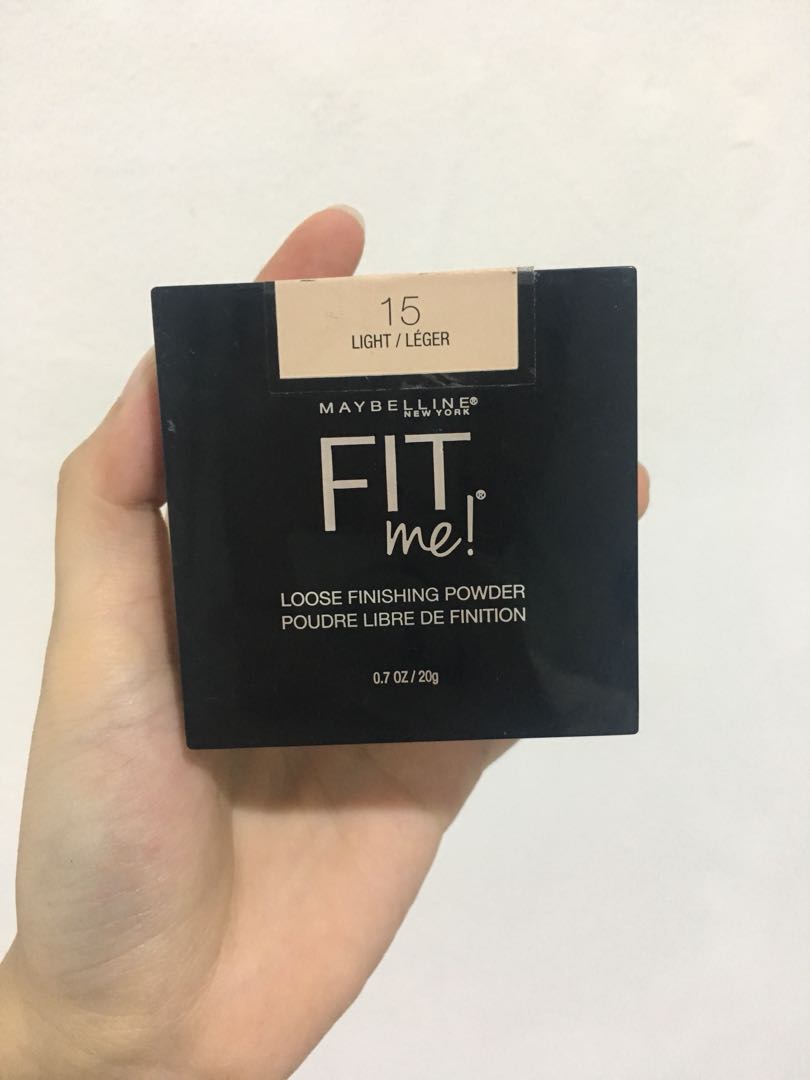 15
LIGHT / LÉGER
MAYBELLINE®
NEW YORK
FIT
me!®
LOOSE FINISHING POWDER
POUDRE LIBRE DE FINITION
0.7 OZ / 20g